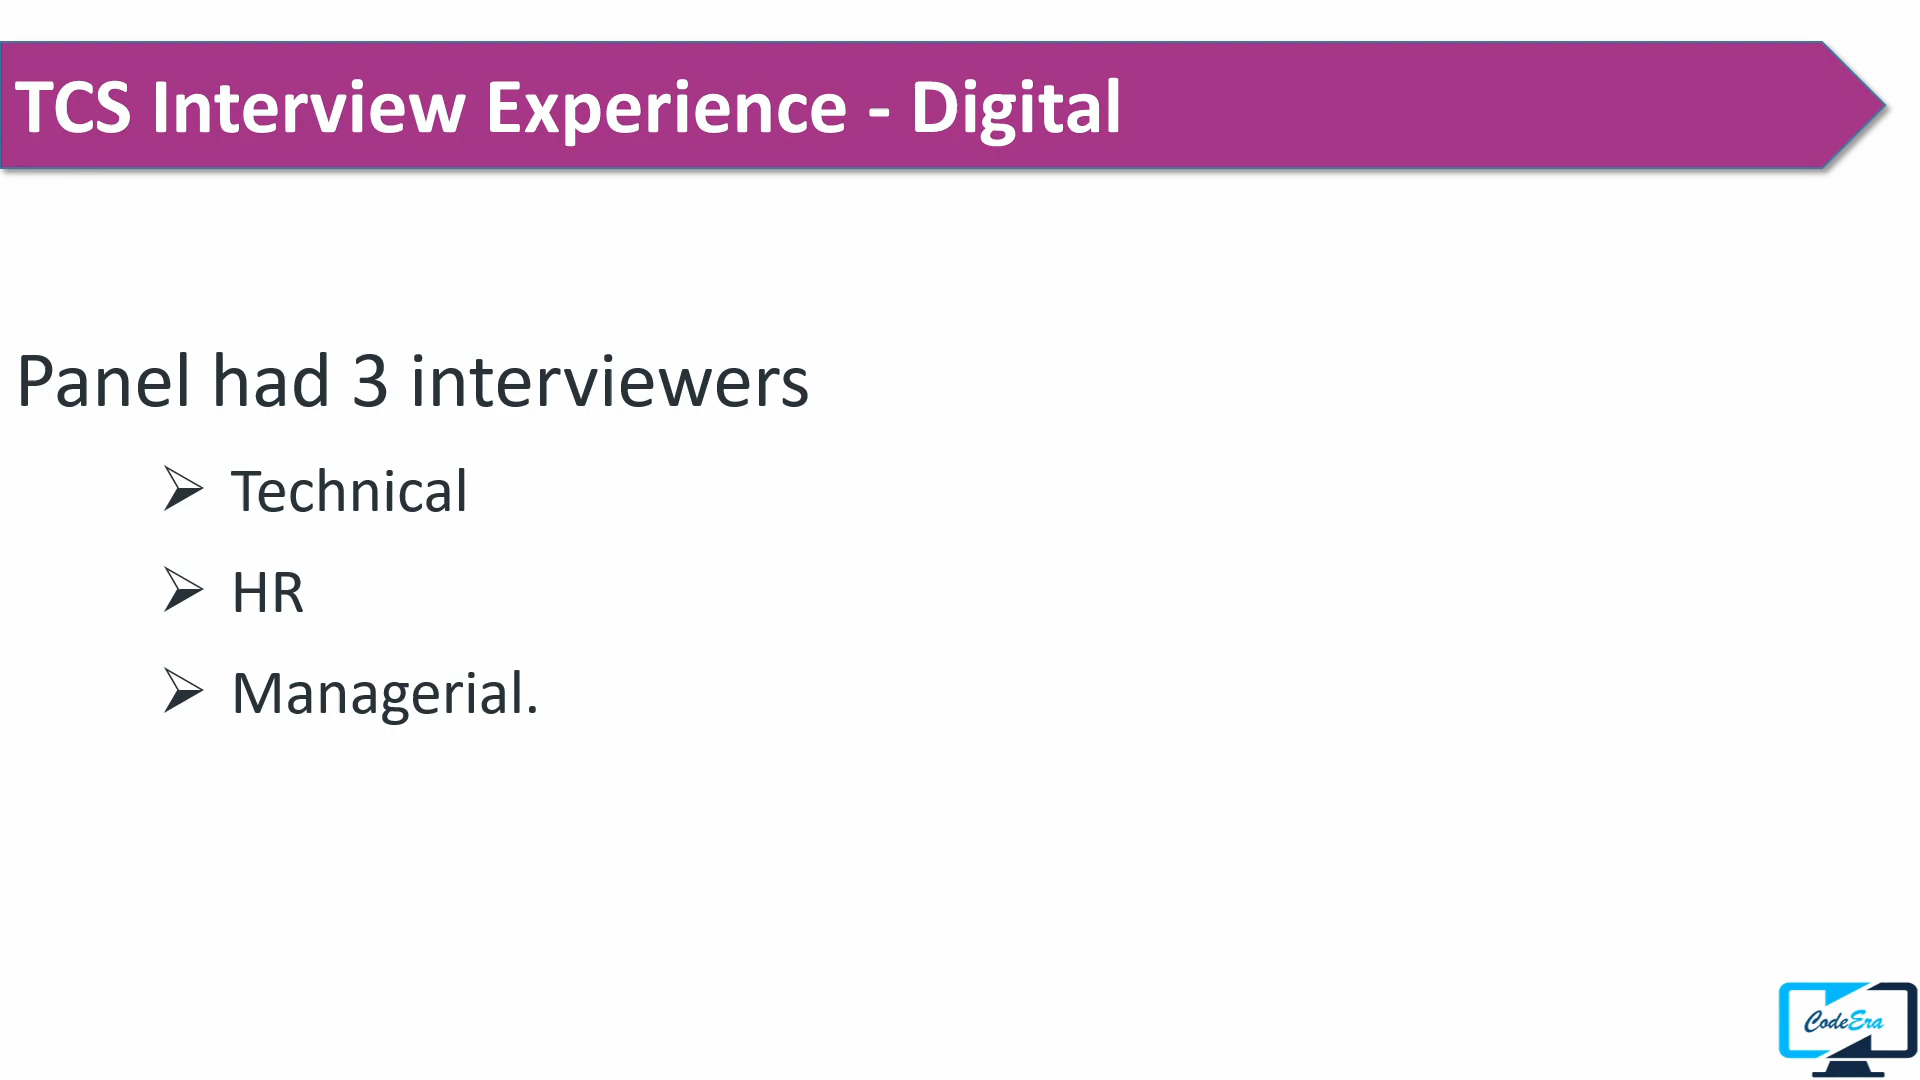 TCS Interview Experience - Digital
Panel had 3 interviewers
Technical
HR
Managerial.
CodeEra